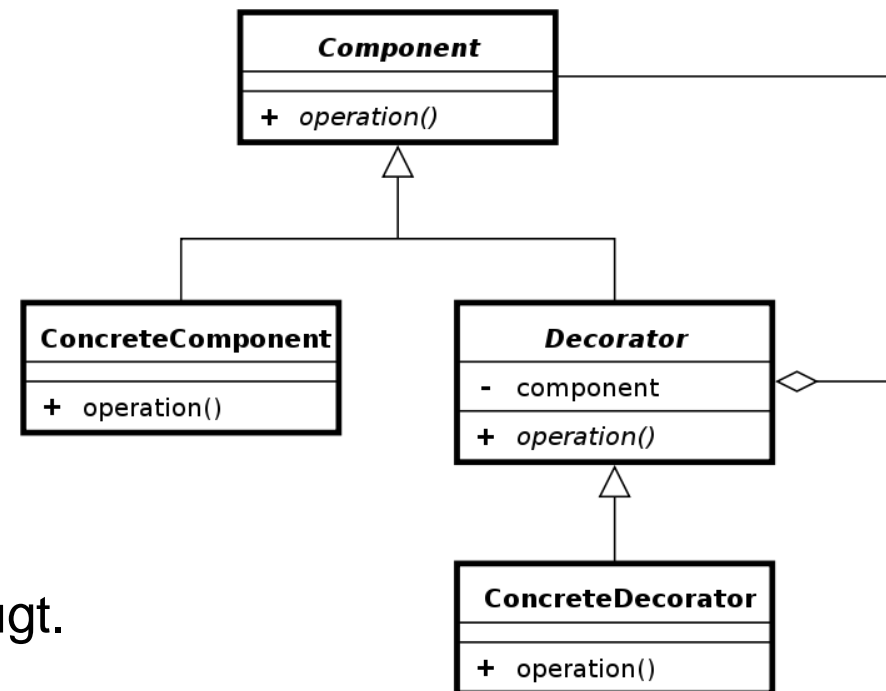 Component
+ operation()
ConcreteComponent
+ operation()
Decorator
- component
+ operation()
ConcreteDecorator
+ operation()